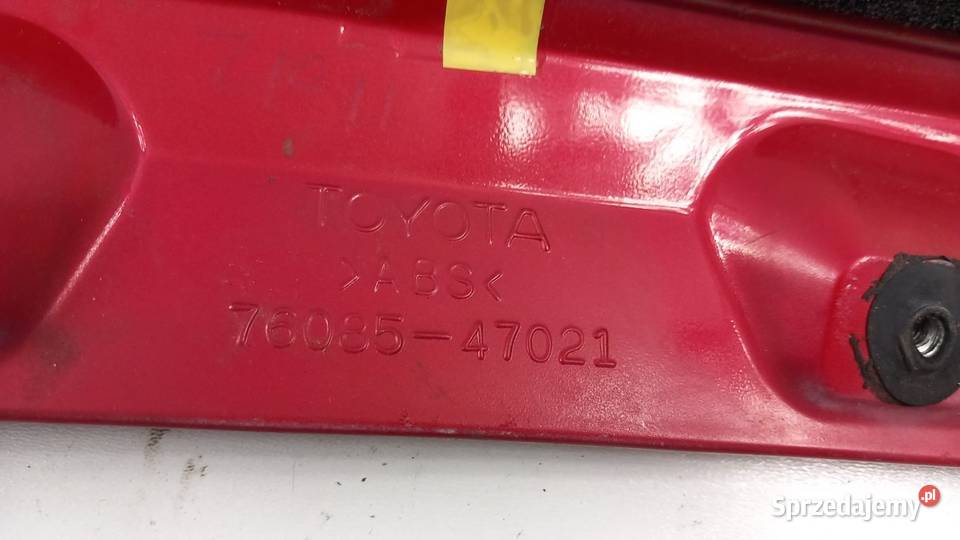 TOYOTA
>ABS<
76085-47021
Sprzedajemy.pl